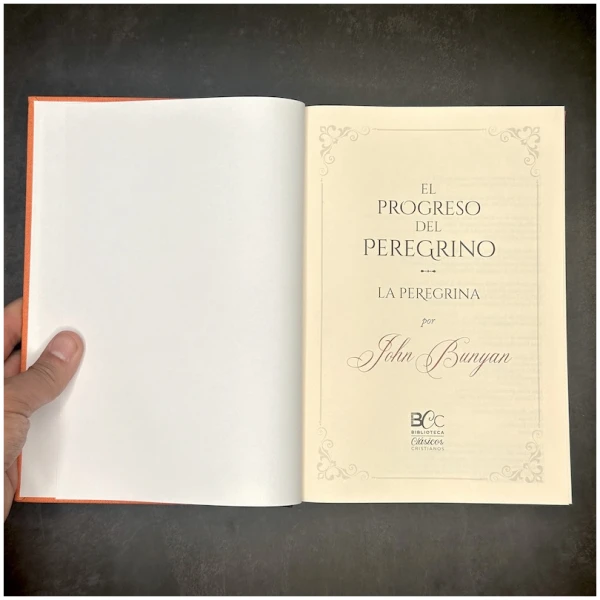 EL
PROGRESO
DEL
PEREGRINO
LA PEREGRINA
por
John Bunyan
BCC
BIBLIOTECA
Clásicos
CRISTIANOS